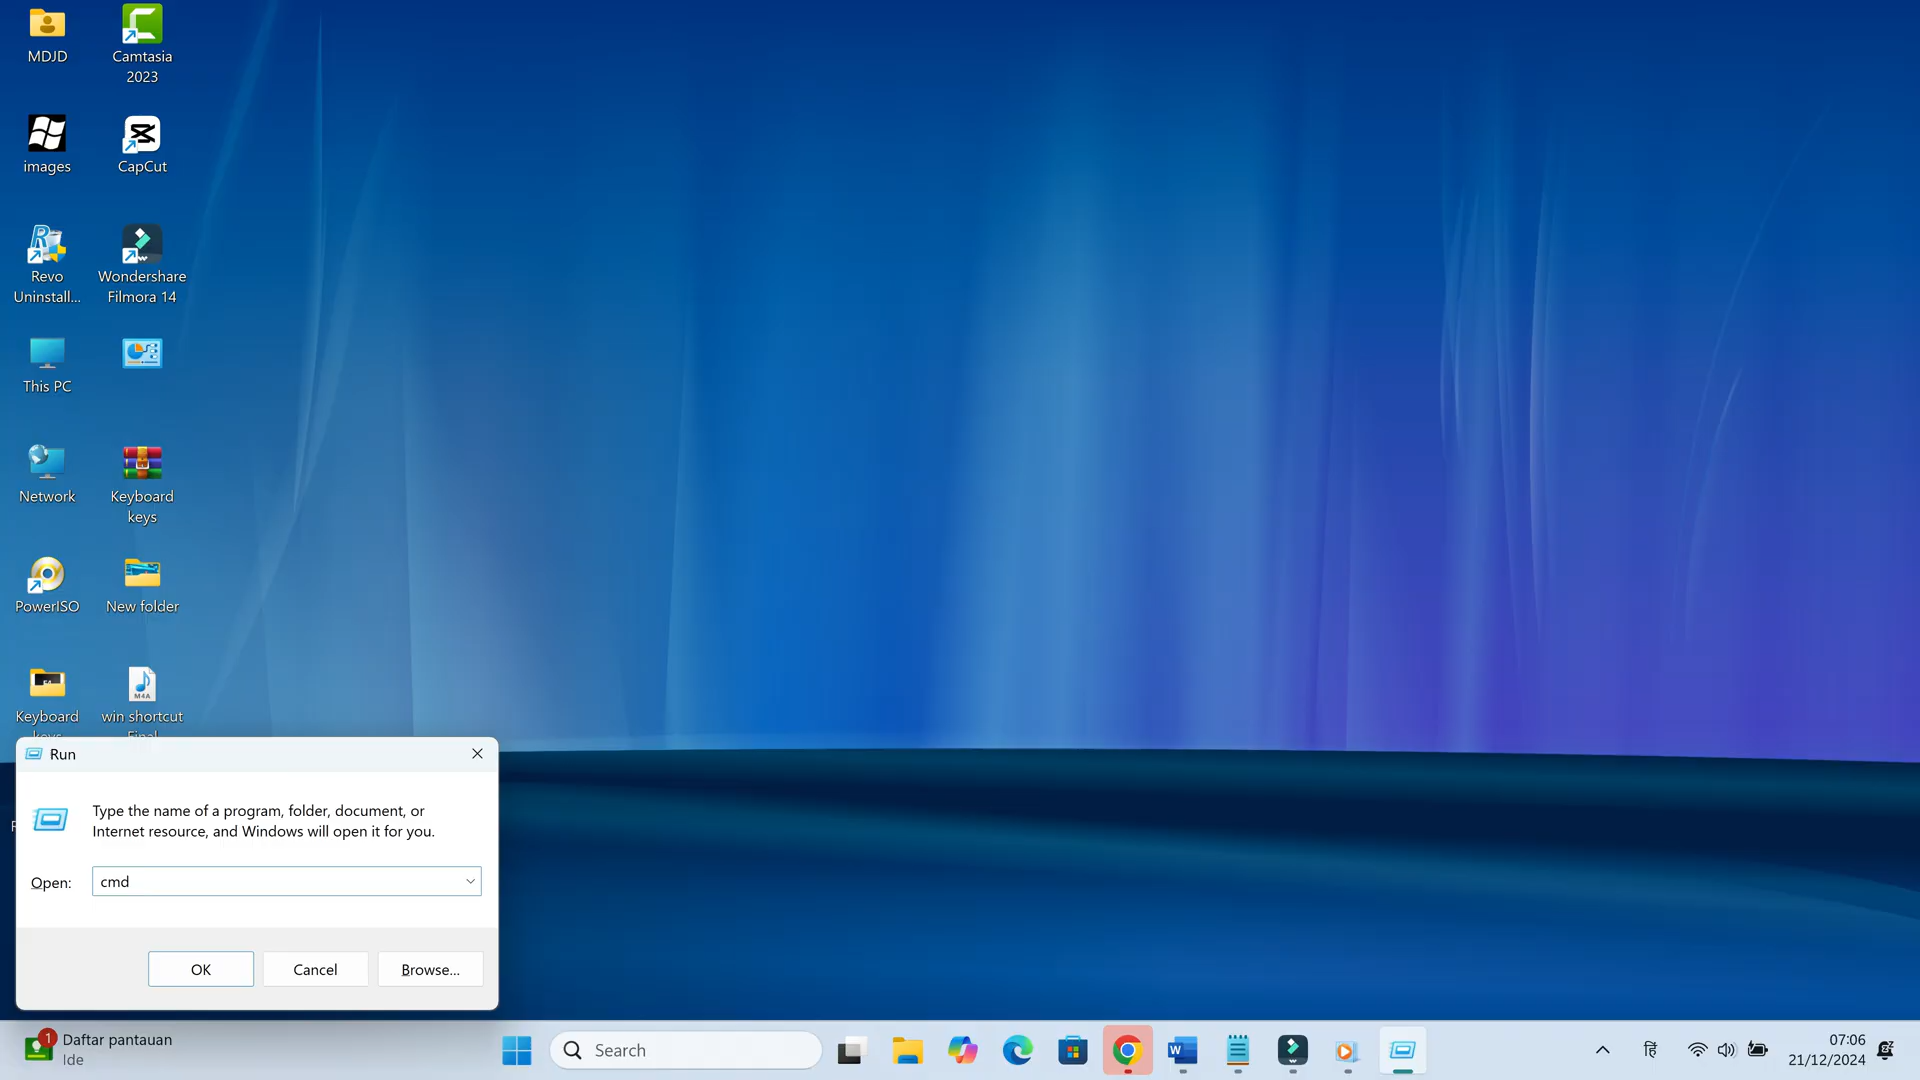 MDJD
Camtasia
2023
images
CapCut
Revo
Uninstall...
Wondershare
Filmora 14
This PC
Network
Keyboard
keys
PowerISO
New folder
Keyboard
keys
win shortcut
Final
Run
Type the name of a program, folder, document, or
Internet resource, and Windows will open it for you.
Open:
cmd
OK
Cancel
Browse...
1
Daftar pantauan
Ide
Search
हिं
07:06
21/12/2024